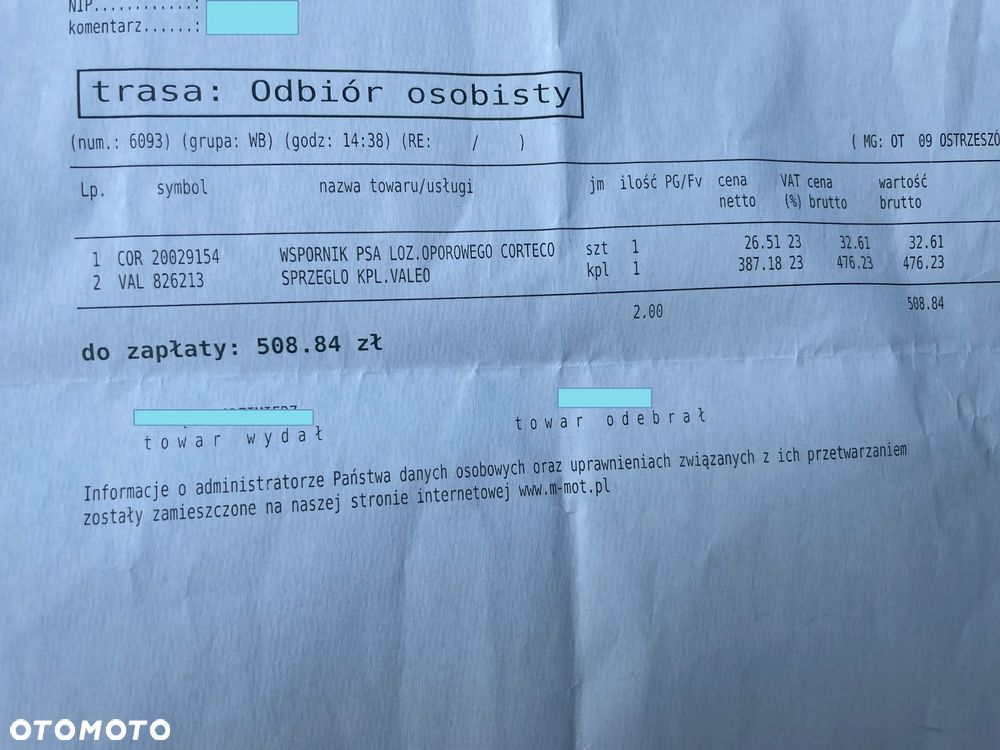 NIP............:
komentarz......:
trasa: Odbiór osobisty
(num.: 6093) (grupa: WB) (godz: 14:38) (RE: / ) ( MG: OT 09 OSTRZESZÓ
Lp. symbol nazwa towaru/usługi jm ilość PG/Fv cena netto VAT (%) cena brutto wartość brutto
1 COR 20029154 WSPORNIK PSA LOZ.OPOROWEGO CORTECO szt 1 26.51 23 32.61 32.61
2 VAL 826213 SPRZEGLO KPL.VALEO kpl 1 387.18 23 476.23 476.23
2.00 508.84
do zapłaty: 508.84 zł
towar wydał towar odebrał
Informacje o administratorze Państwa danych osobowych oraz uprawnieniach związanych z ich przetwarzaniem
zostały zamieszczone na naszej stronie internetowej www.m-mot.pl
OTOMOTO